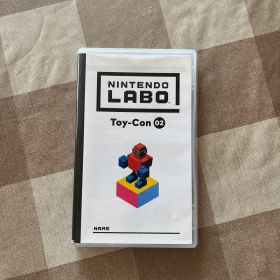 NINTENDO
LABO
Toy-Con 02
NAME